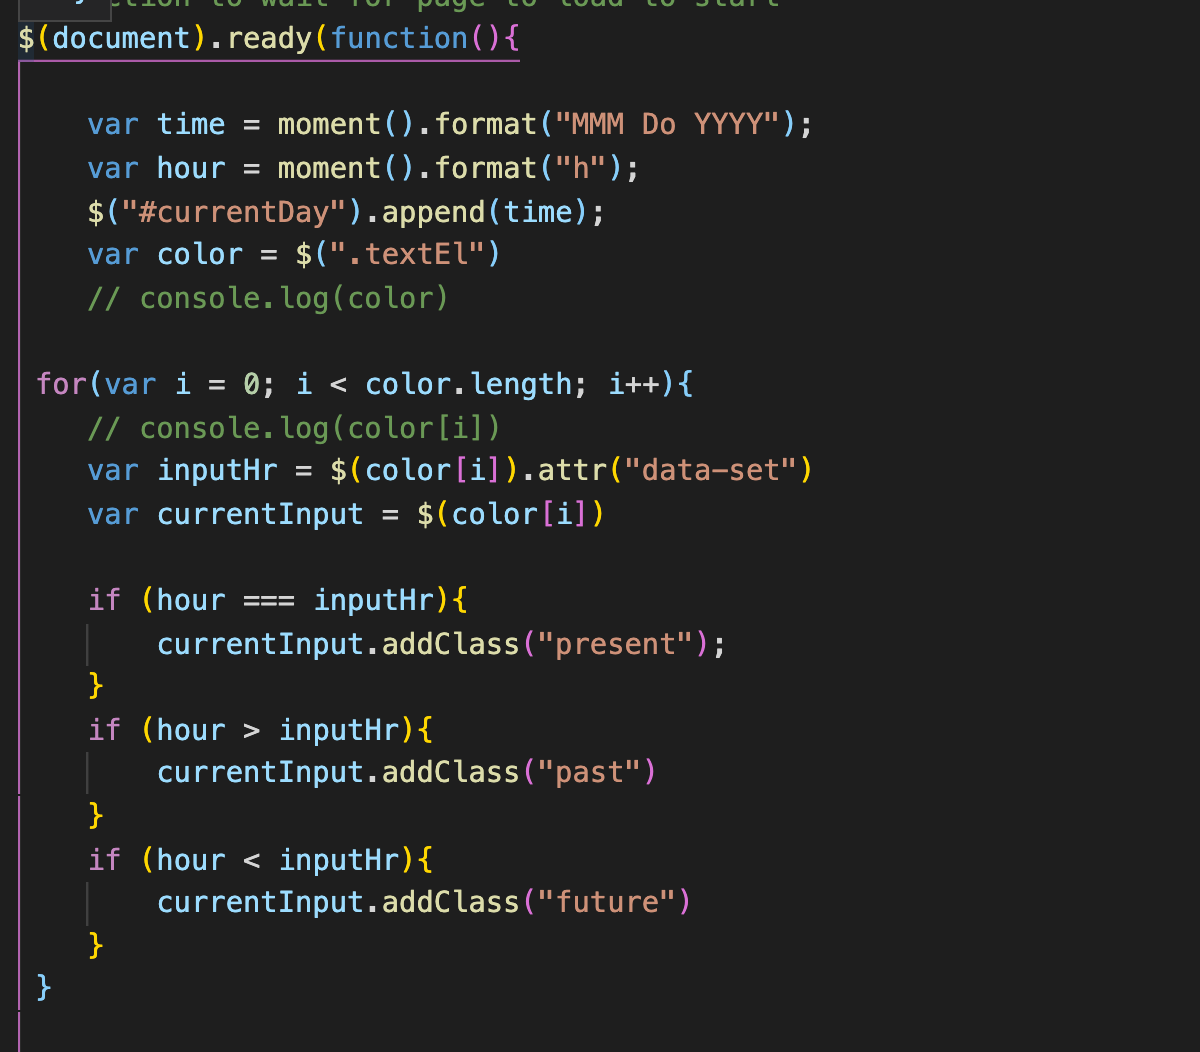 to wait for page to load to start
$(document).ready(function(){
var time = moment().format("MMM Do YYYY");
var hour = moment().format("h");
$("#currentDay").append(time);
var color = $(".textEl")
// console.log(color)
for(var i = 0; i < color.length; i++){
// console.log(color[i])
var inputHr = $(color[i]).attr("data-set")
var currentInput = $(color[i])
if (hour === inputHr){
currentInput.addClass("present");
}
if (hour > inputHr){
currentInput.addClass("past")
}
if (hour < inputHr){
currentInput.addClass("future")
}
}